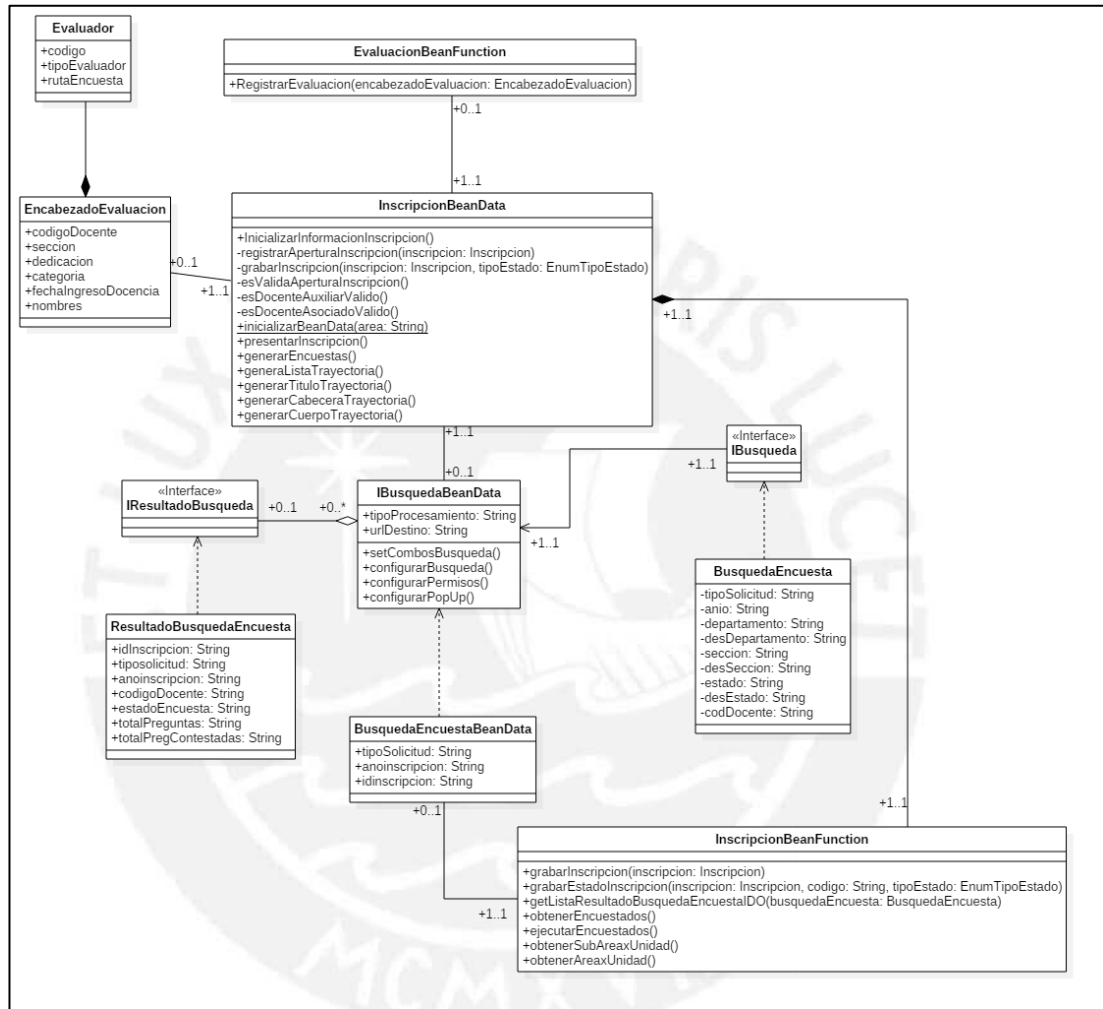 Evaluador
+codigo
+tipoEvaluador
+rutaEncuesta
EvaluacionBeanFunction
+RegistrarEvaluacion(encabezadoEvaluacion: EncabezadoEvaluacion)
+0..1
+1..1
EncabezadoEvaluacion
+codigoDocente
+seccion
+dedicacion
+categoria
+fechaIngresoDocencia
+nombres
+0..1
+1..1
InscripcionBeanData
+InicializarInformacionInscripcion()
-registrarAperturaInscripcion(inscripcion: Inscripcion)
-grabarInscripcion(inscripcion: Inscripcion, tipoEstado: EnumTipoEstado)
-esValidaAperturaInscripcion()
-esDocenteAuxiliarValido()
-esDocenteAsociadoValido()
+inicializarBeanData(area: String)
+presentarInscripcion()
+generarEncuestas()
+generaListaTrayectoria()
+generarTituloTrayectoria()
+generarCabeceraTrayectoria()
+generarCuerpoTrayectoria()
+1..1
+1..1
+0..1
«Interface»
IBusqueda
+1..1
+1..1
«Interface»
IResultadoBusqueda
+0..1
+0..*
IBusquedaBeanData
+tipoProcesamiento: String
+urlDestino: String
+setCombosBusqueda()
+configurarBusqueda()
+configurarPermisos()
+configurarPopUp()
BusquedaEncuesta
-tipoSolicitud: String
-anio: String
-departamento: String
-desDepartamento: String
-seccion: String
-desSeccion: String
-estado: String
-desEstado: String
-codDocente: String
ResultadoBusquedaEncuesta
+idInscripcion: String
+tiposolicitud: String
+anoinscripcion: String
+codigoDocente: String
+estadoEncuesta: String
+totalPreguntas: String
+totalPregContestadas: String
BusquedaEncuestaBeanData
+tipoSolicitud: String
+anoinscripcion: String
+idinscripcion: String
+0..1
+1..1
+1..1
InscripcionBeanFunction
+grabarInscripcion(inscripcion: Inscripcion)
+grabarEstadoInscripcion(inscripcion: Inscripcion, codigo: String, tipoEstado: EnumTipoEstado)
+getListaResultadoBusquedaEncuestaIDO(busquedaEncuesta: BusquedaEncuesta)
+obtenerEncuestados()
+ejecutarEncuestados()
+obtenerSubAreaxUnidad()
+obtenerAreaxUnidad()